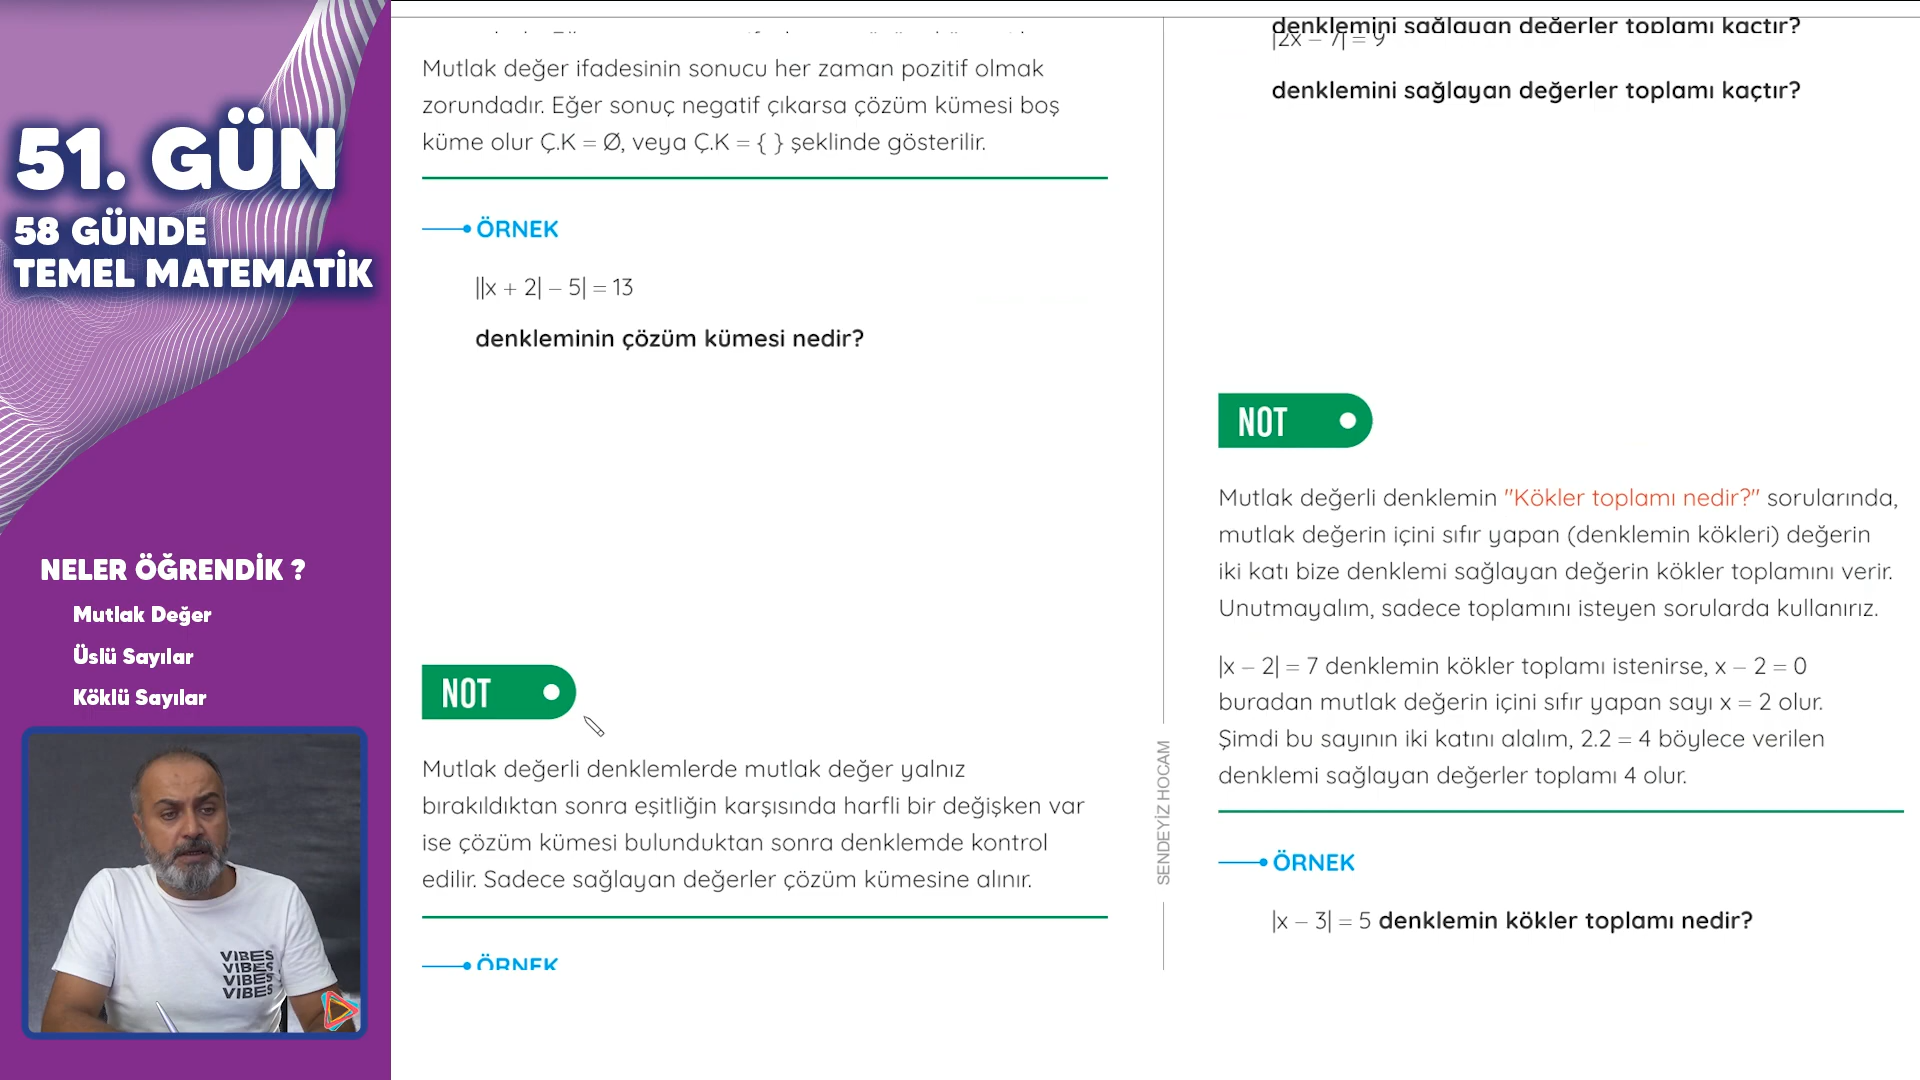 51. GÜN
58 GÜNDE
TEMEL MATEMATİK
NELER ÖĞRENDİK ?
Mutlak Değer
Üslü Sayılar
Köklü Sayılar
VIBES
VIBES
VIBES
VIBES
Mutlak değer ifadesinin sonucu her zaman pozitif olmak
zorundadır. Eğer sonuç negatif çıkarsa çözüm kümesi boş
küme olur Ç.K = Ø, veya Ç.K = { } şeklinde gösterilir.
ÖRNEK
||x + 2| – 5| = 13
denkleminin çözüm kümesi nedir?
NOT
Mutlak değerli denklemlerde mutlak değer yalnız
bırakıldıktan sonra eşitliğin karşısında harfli bir değişken var
ise çözüm kümesi bulunduktan sonra denklemde kontrol
edilir. Sadece sağlayan değerler çözüm kümesine alınır.
ÖRNEK
SENDEYİZ HOCAM
denklemini sağlayan değerler toplamı kaçtır?
|2x – 7| = 9
denklemini sağlayan değerler toplamı kaçtır?
NOT
Mutlak değerli denklemin "Kökler toplamı nedir?" sorularında,
mutlak değerin içini sıfır yapan (denklemin kökleri) değerin
iki katı bize denklemi sağlayan değerin kökler toplamını verir.
Unutmayalım, sadece toplamını isteyen sorularda kullanırız.
|x – 2| = 7 denklemin kökler toplamı istenirse, x – 2 = 0
buradan mutlak değerin içini sıfır yapan sayı x = 2 olur.
Şimdi bu sayının iki katını alalım, 2.2 = 4 böylece verilen
denklemi sağlayan değerler toplamı 4 olur.
ÖRNEK
|x – 3| = 5 denklemin kökler toplamı nedir?